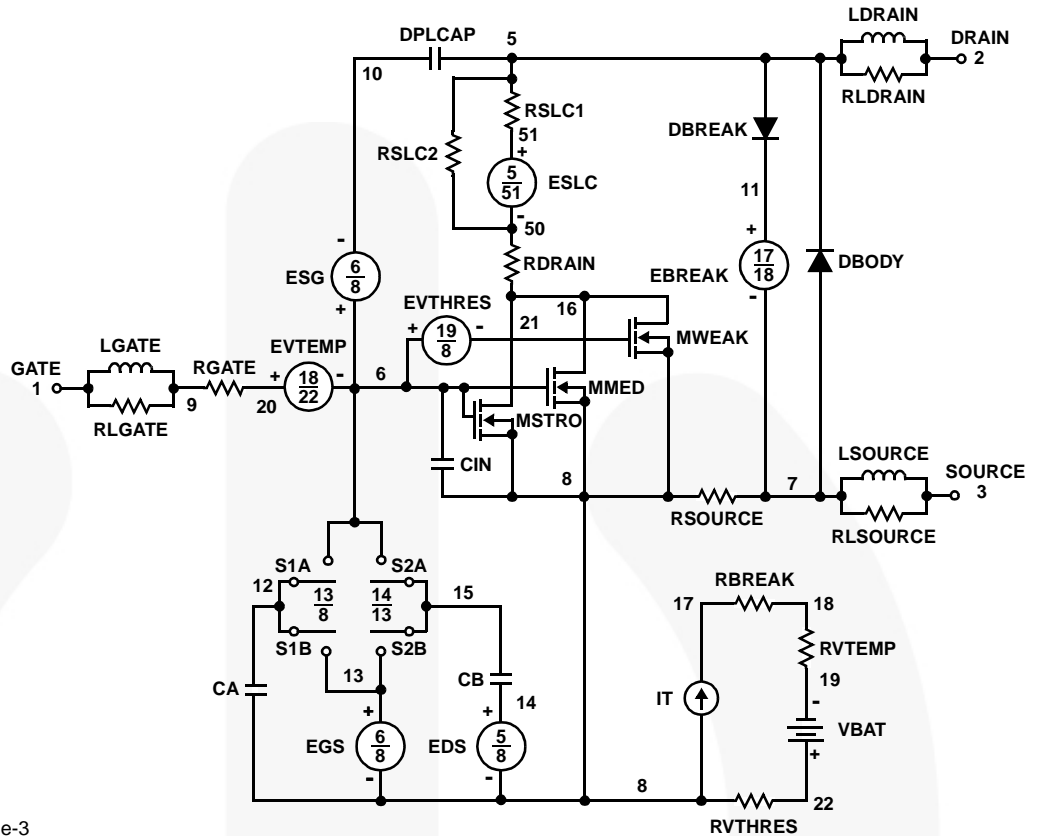 LDRAIN
DPLCAP 5 DRAIN
10 2
RLDRAIN
RSLC1
DBREAK
51
RSLC2 +
5
51
ESLC
11
-
50
- +
RDRAIN
17
18
EBREAK DBODY
6
8
ESG
EVTHRES 16
+ 21 -
+ - 19
8
MWEAK
LGATE EVTEMP
GATE RGATE + - 6
18
22
MMED
1
9 20
RLGATE MSTRO
LSOURCE
CIN 8 7 SOURCE
3
RSOURCE
RLSOURCE
S1A S2A
12 RBREAK
13
8
14
13
15 17 18
S1B S2B
RVTEMP
13 CB 19
CA 14 IT -
+ + VBAT
EGS 6
8
EDS 5
8
+
- - 8 22
RVTHRES
e-3